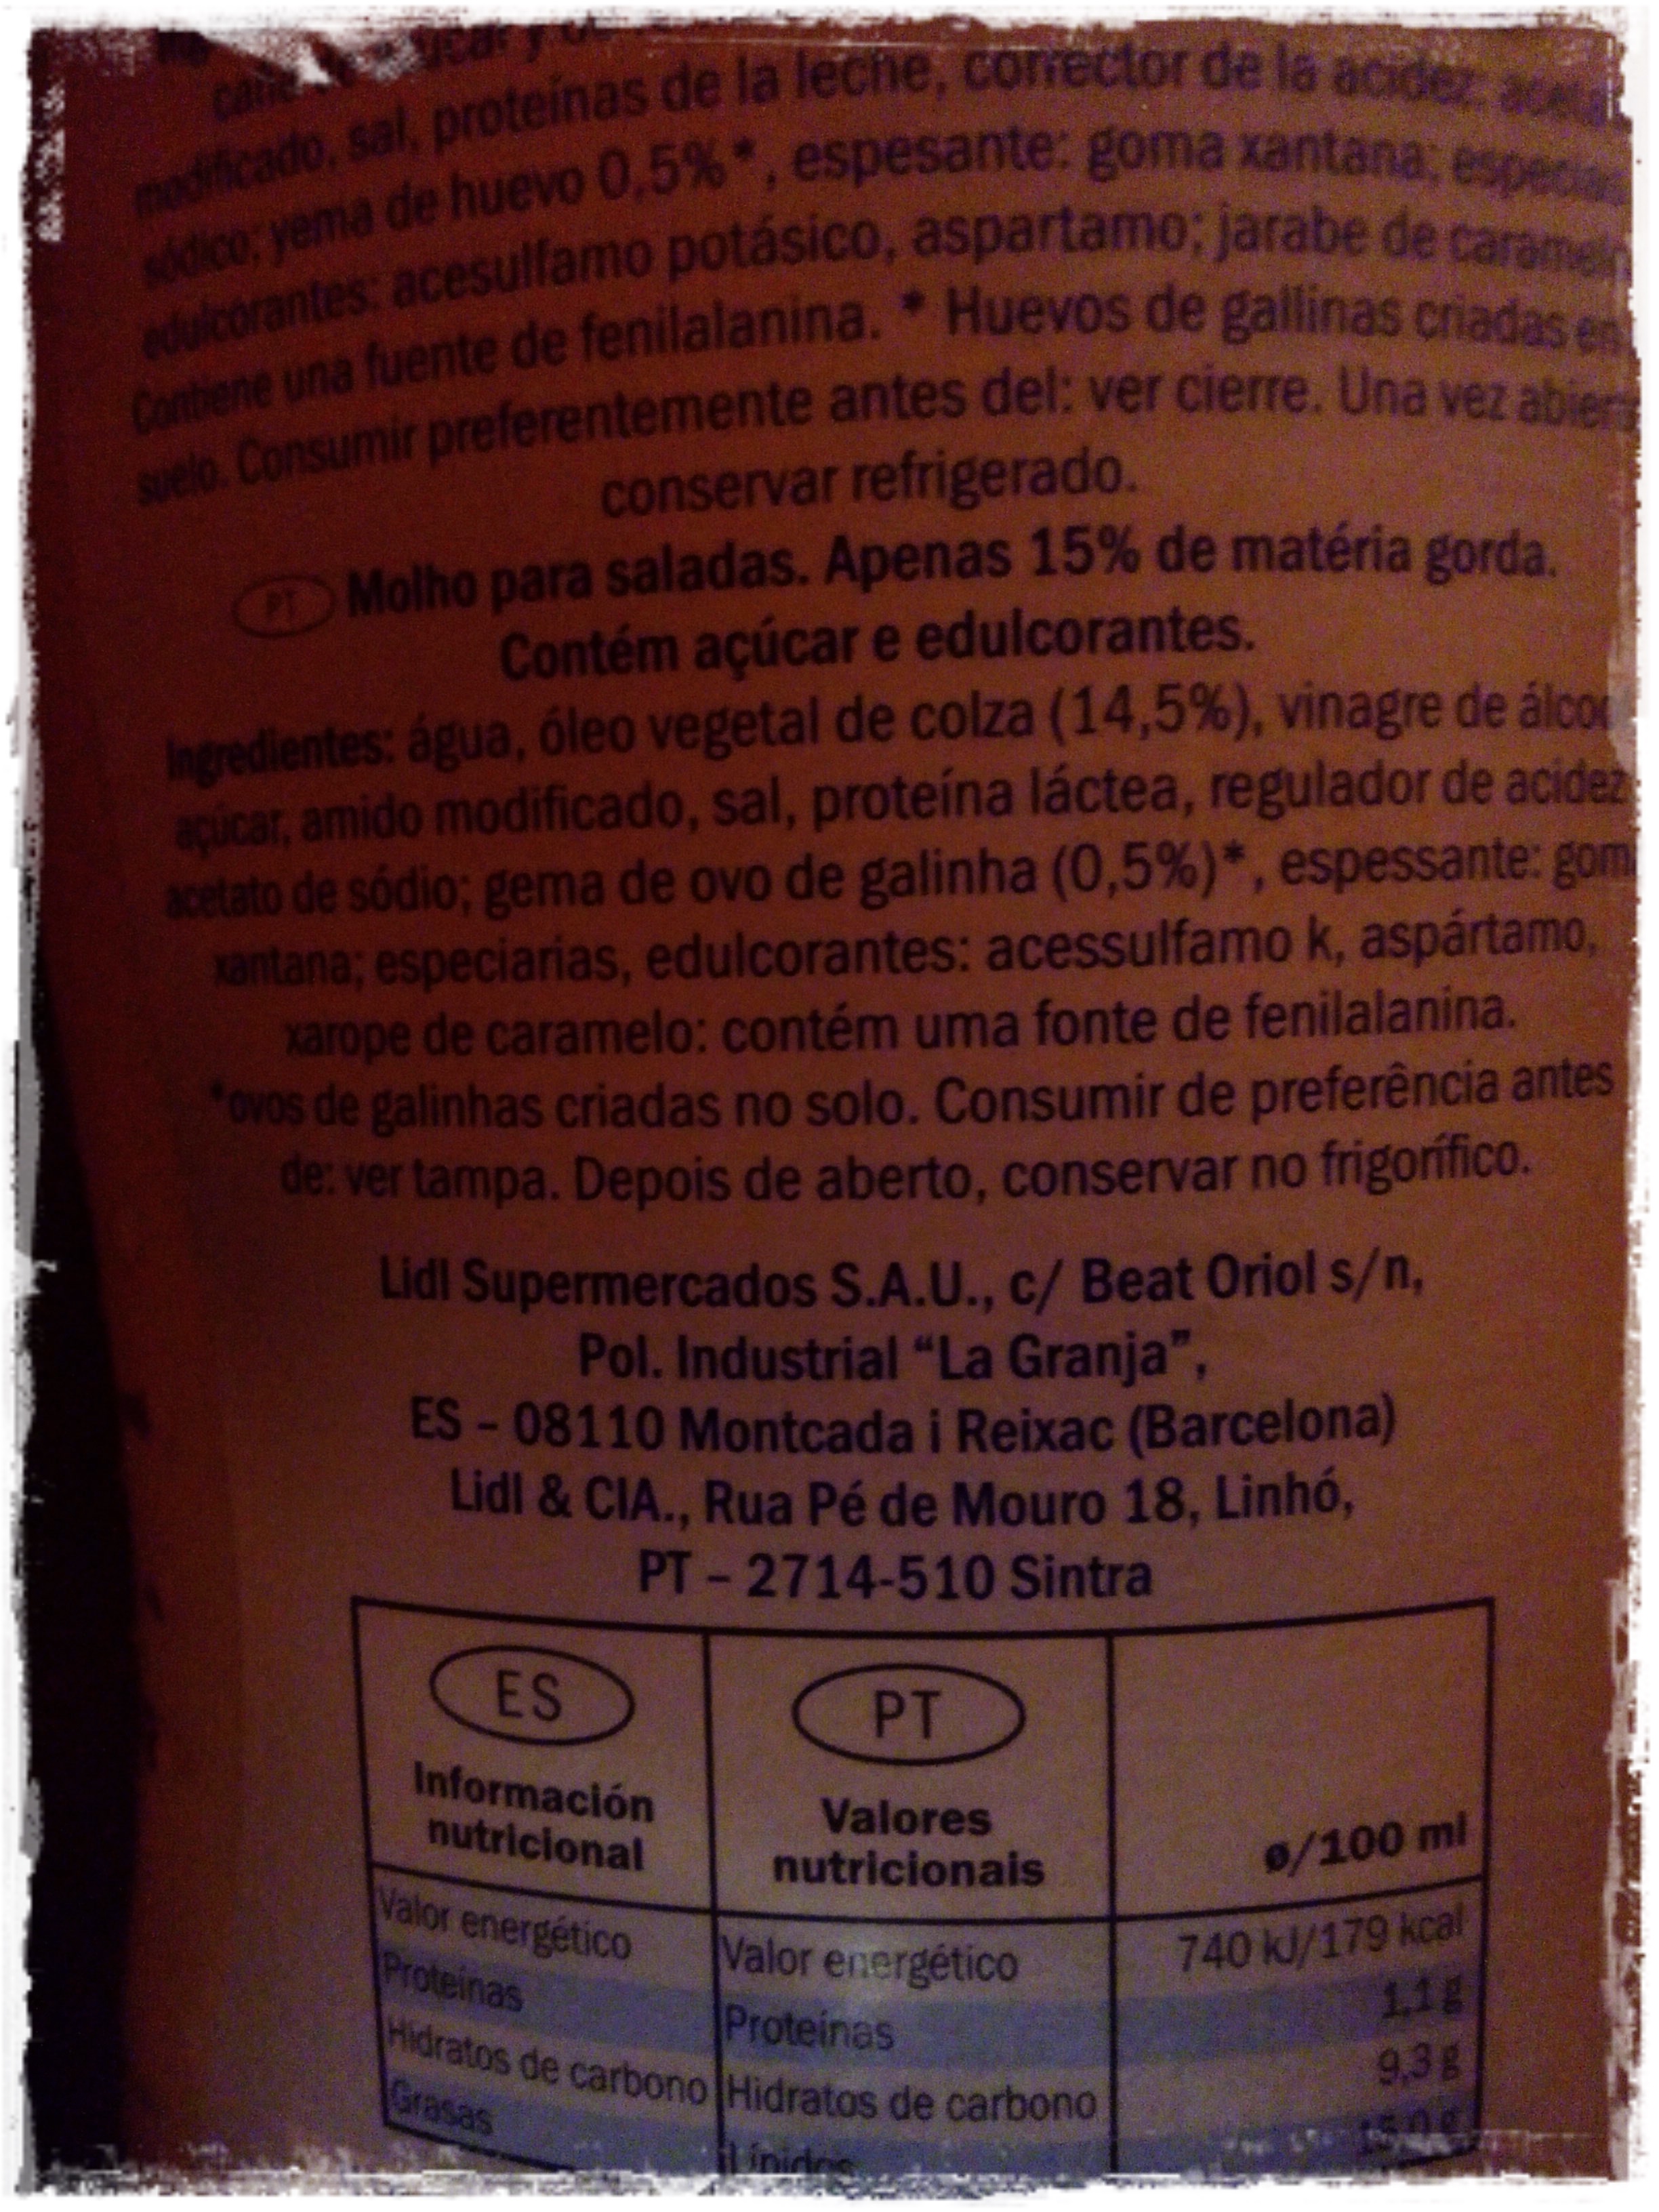 modificado, sal, proteínas de la leche, corrector de la acidez:
sódico; yema de huevo 0,5%*, espesante: goma xantana; especias
edulcorantes: acesulfamo potásico, aspartamo; jarabe de caramelo
Contiene una fuente de fenilalanina. * Huevos de gallinas criadas en
suelo. Consumir preferentemente antes del: ver cierre. Una vez
conservar refrigerado.
PT Molho para saladas. Apenas 15% de matéria gorda.
Contém açúcar e edulcorantes.
Ingredientes: água, óleo vegetal de colza (14,5%), vinagre de
açúcar, amido modificado, sal, proteína láctea, regulador de acidez
acetato de sódio; gema de ovo de galinha (0,5%)*, espessante:
xantana; especiarias, edulcorantes: acessulfamo k, aspártamo,
xarope de caramelo: contém uma fonte de fenilalanina.
*ovos de galinhas criadas no solo. Consumir de preferência antes
de: ver tampa. Depois de aberto, conservar no frigorífico.
Lidl Supermercados S.A.U., c/ Beat Oriol s/n,
Pol. Industrial “La Granja”,
ES – 08110 Montcada i Reixac (Barcelona)
Lidl & CIA., Rua Pé de Mouro 18, Linhó,
PT – 2714-510 Sintra
ES PT
Información nutricional Valores nutricionais ø/100 ml
Valor energético Valor energético 740 kJ/179 kcal
Proteínas Proteínas 1,1 g
Hidratos de carbono Hidratos de carbono 9,3 g
Grasas Lípidos 15,0 g